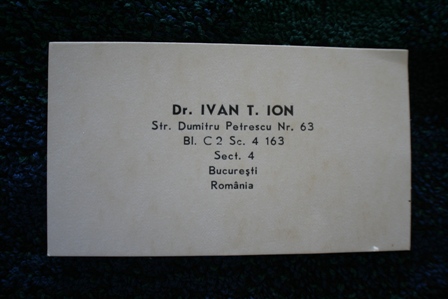 Dr. IVAN T. ION
Str. Dumitru Petrescu Nr. 63
Bl. C 2 Sc. 4 163
Sect. 4
București
România